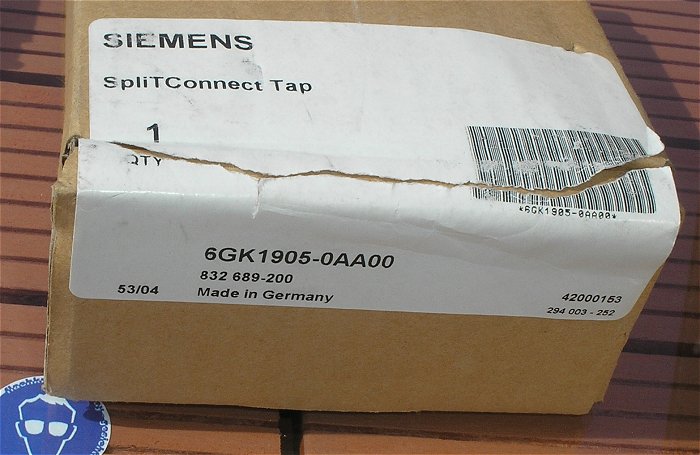 SIEMENS
SpliTConnect Tap
1
QTY
*6GK1905-0AA00*
6GK1905-0AA00
832 689-200
53/04
Made in Germany
42000153
294 003 - 252